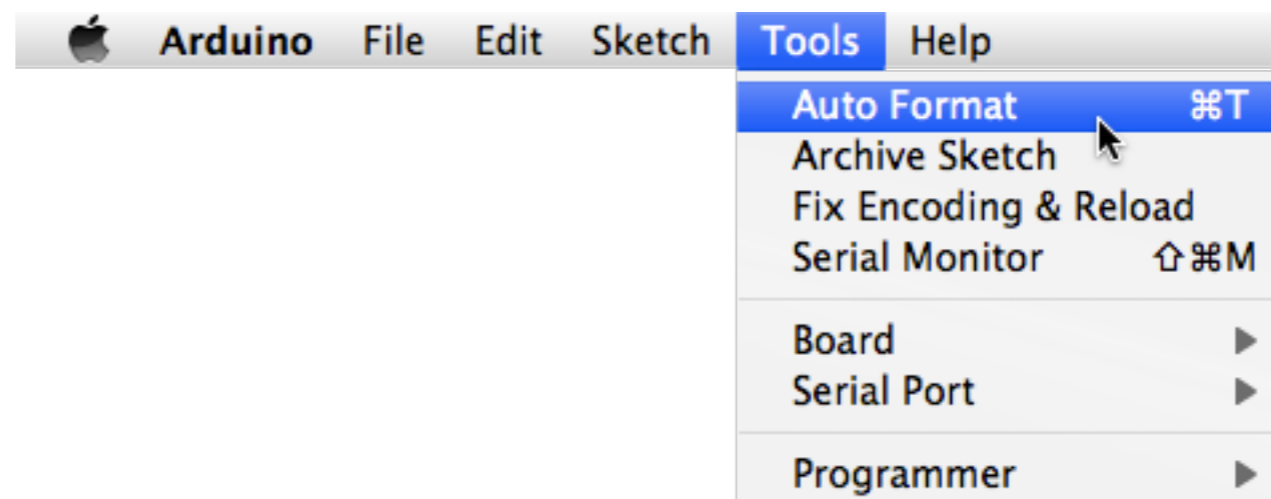 Arduino File Edit Sketch Tools Help
Auto Format ⌘T
Archive Sketch
Fix Encoding & Reload
Serial Monitor ⇧⌘M
Board
Serial Port
Programmer